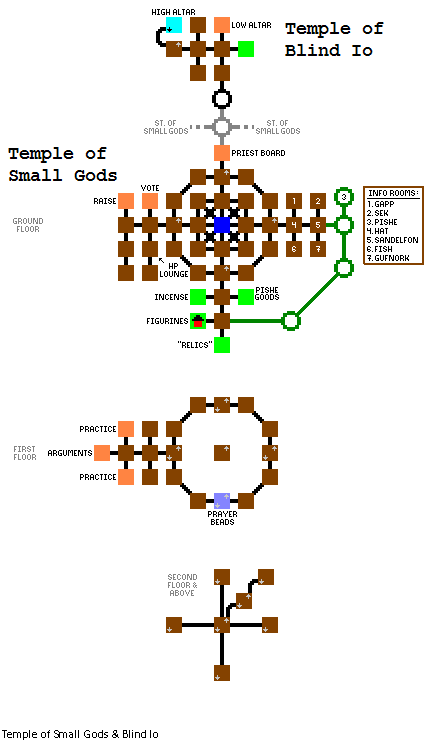 HIGH ALTAR
LOW ALTAR
Temple of
Blind Io
ST. OF
SMALL GODS
ST. OF
SMALL GODS
Temple of
Small Gods
PRIEST BOARD
VOTE
RAISE
1
2
3
INFO ROOMS:
1. GAPP
2. SEK
3. PISHE
4. HAT
5. SANDELFON
6. FISH
7. GUFNORK
GROUND
FLOOR
4
5
6
7
HP
LOUNGE
INCENSE
PISHE
GOODS
FIGURINES
"RELICS"
PRACTICE
FIRST
FLOOR
ARGUMENTS
PRACTICE
PRAYER
BEADS
SECOND
FLOOR &
ABOVE
Temple of Small Gods & Blind Io